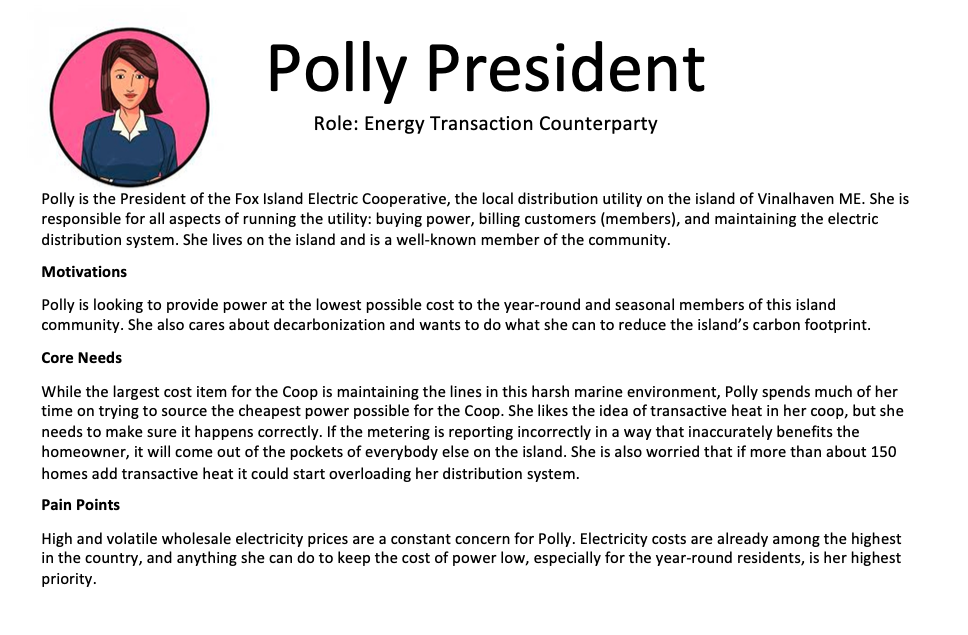 Polly President
Role: Energy Transaction Counterparty
Polly is the President of the Fox Island Electric Cooperative, the local distribution utility on the island of Vinalhaven ME. She is
responsible for all aspects of running the utility: buying power, billing customers (members), and maintaining the electric
distribution system. She lives on the island and is a well-known member of the community.
Motivations
Polly is looking to provide power at the lowest possible cost to the year-round and seasonal members of this island
community. She also cares about decarbonization and wants to do what she can to reduce the island’s carbon footprint.
Core Needs
While the largest cost item for the Coop is maintaining the lines in this harsh marine environment, Polly spends much of her
time on trying to source the cheapest power possible for the Coop. She likes the idea of transactive heat in her coop, but she
needs to make sure it happens correctly. If the metering is reporting incorrectly in a way that inaccurately benefits the
homeowner, it will come out of the pockets of everybody else on the island. She is also worried that if more than about 150
homes add transactive heat it could start overloading her distribution system.
Pain Points
High and volatile wholesale electricity prices are a constant concern for Polly. Electricity costs are already among the highest
in the country, and anything she can do to keep the cost of power low, especially for the year-round residents, is her highest
priority.